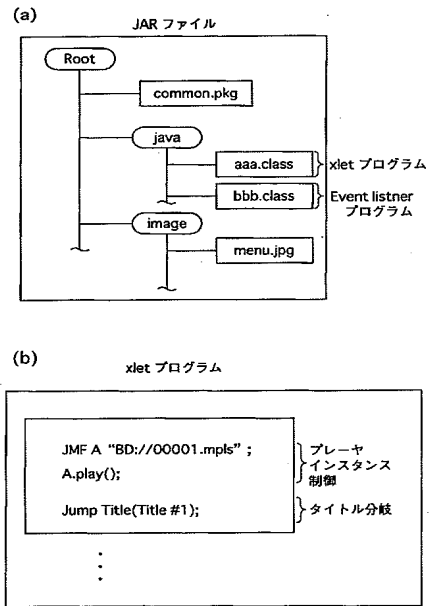 (a)
JAR ファイル
Root
common.pkg
java
aaa.class
xlet プログラム
bbb.class
Event listner
プログラム
image
menu.jpg
(b)
xlet プログラム
JMF A “BD://00001.mpls” ;
A.play();
プレーヤ
インスタンス
制御
Jump Title(Title #1);
タイトル分岐